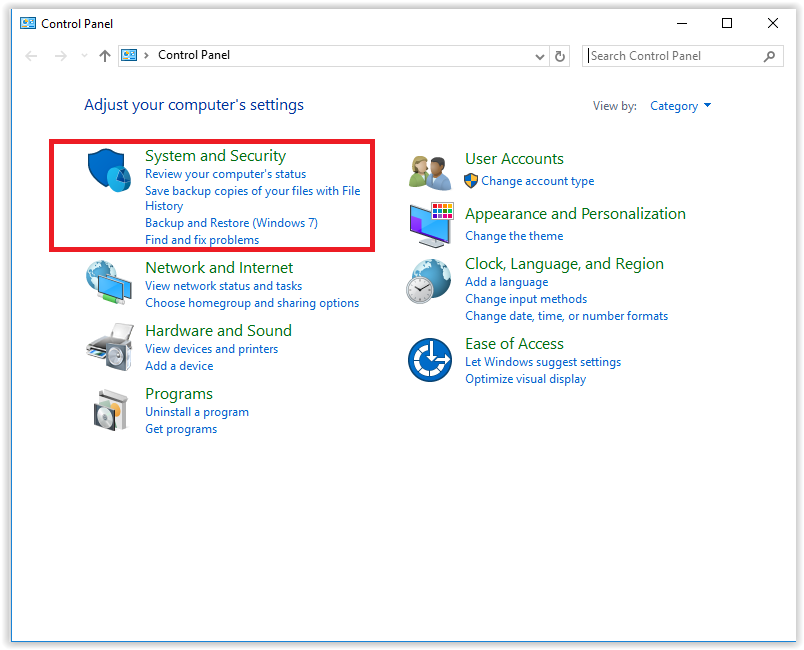 Control Panel
Control Panel
Search Control Panel
Adjust your computer's settings
View by: Category
System and Security
Review your computer's status
Save backup copies of your files with File
History
Backup and Restore (Windows 7)
Find and fix problems
Network and Internet
View network status and tasks
Choose homegroup and sharing options
Hardware and Sound
View devices and printers
Add a device
Programs
Uninstall a program
Get programs
User Accounts
Change account type
Appearance and Personalization
Change the theme
Clock, Language, and Region
Add a language
Change input methods
Change date, time, or number formats
Ease of Access
Let Windows suggest settings
Optimize visual display